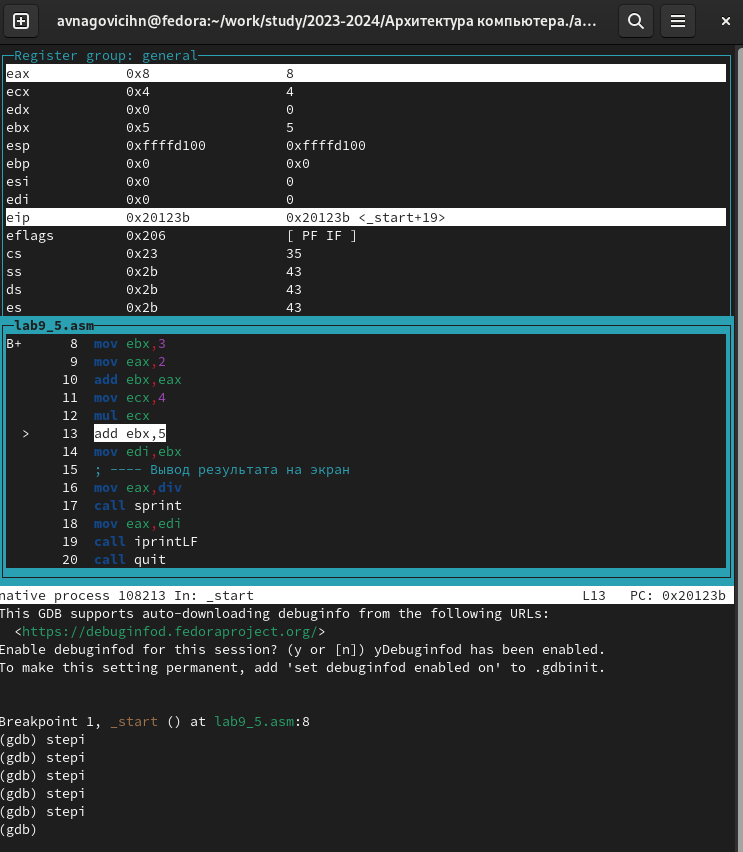 avnagovicihn@fedora:~/work/study/2023-2024/Архитектура компьютера./a...
Register group: general
eax 0x8 8
ecx 0x4 4
edx 0x0 0
ebx 0x5 5
esp 0xffffd100 0xffffd100
ebp 0x0 0x0
esi 0x0 0
edi 0x0 0
eip 0x20123b 0x20123b <_start+19>
eflags 0x206 [ PF IF ]
cs 0x23 35
ss 0x2b 43
ds 0x2b 43
es 0x2b 43
lab9_5.asm
B+ 8 mov ebx,3
9 mov eax,2
10 add ebx,eax
11 mov ecx,4
12 mul ecx
> 13 add ebx,5
14 mov edi,ebx
15 ; ---- Вывод результата на экран
16 mov eax,div
17 call sprint
18 mov eax,edi
19 call iprintLF
20 call quit
native process 108213 In: _start L13 PC: 0x20123b
This GDB supports auto-downloading debuginfo from the following URLs:
<https://debuginfod.fedoraproject.org/>
Enable debuginfod for this session? (y or [n]) yDebuginfod has been enabled.
To make this setting permanent, add 'set debuginfod enabled on' to .gdbinit.
Breakpoint 1, _start () at lab9_5.asm:8
(gdb) stepi
(gdb) stepi
(gdb) stepi
(gdb) stepi
(gdb) stepi
(gdb)